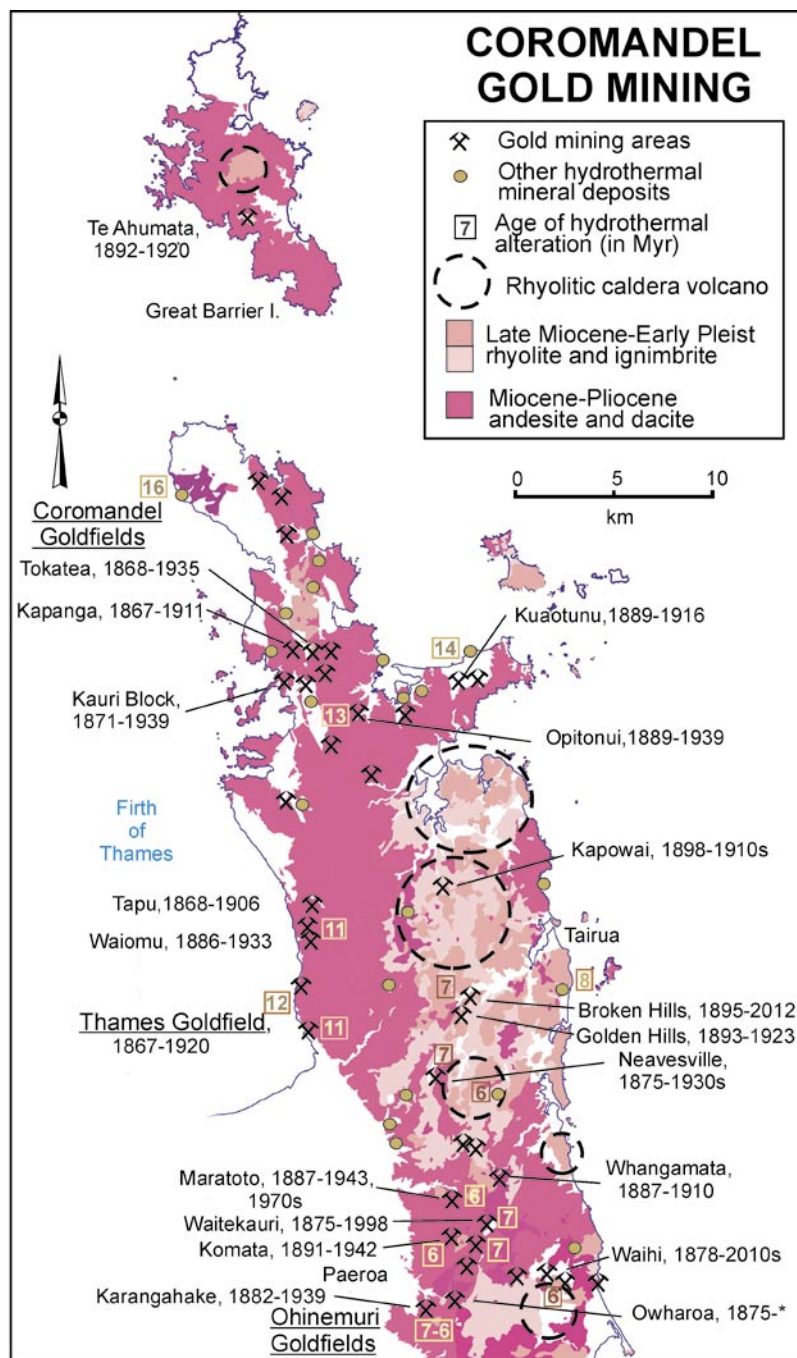 COROMANDEL
GOLD MINING
Gold mining areas
Other hydrothermal
mineral deposits
7
Age of hydrothermal
alteration (in Myr)
Rhyolitic caldera volcano
Late Miocene-Early Pleist
rhyolite and ignimbrite
Miocene-Pliocene
andesite and dacite
0 5 10
km
Te Ahumata,
1892-1920
Great Barrier I.
16
Coromandel
Goldfields
Tokatea, 1868-1935
Kapanga, 1867-1911
Kuaotunu,1889-1916
14
Kauri Block,
1871-1939
13
Opitonui,1889-1939
Firth
of
Thames
Kapowai, 1898-1910s
Tapu,1868-1906
11
Waiomu, 1886-1933
Tairua
8
7
12
Broken Hills, 1895-2012
Thames Goldfield,
1867-1920
11
Golden Hills, 1893-1923
7
Neavesville,
1875-1930s
6
Whangamata,
1887-1910
Maratoto, 1887-1943,
1970s
6
Waitekauri, 1875-1998
7
Komata, 1891-1942
6
7
Waihi, 1878-2010s
Paeroa
6
Karangahake, 1882-1939
Owharoa, 1875-*
7-6
Ohinemuri
Goldfields